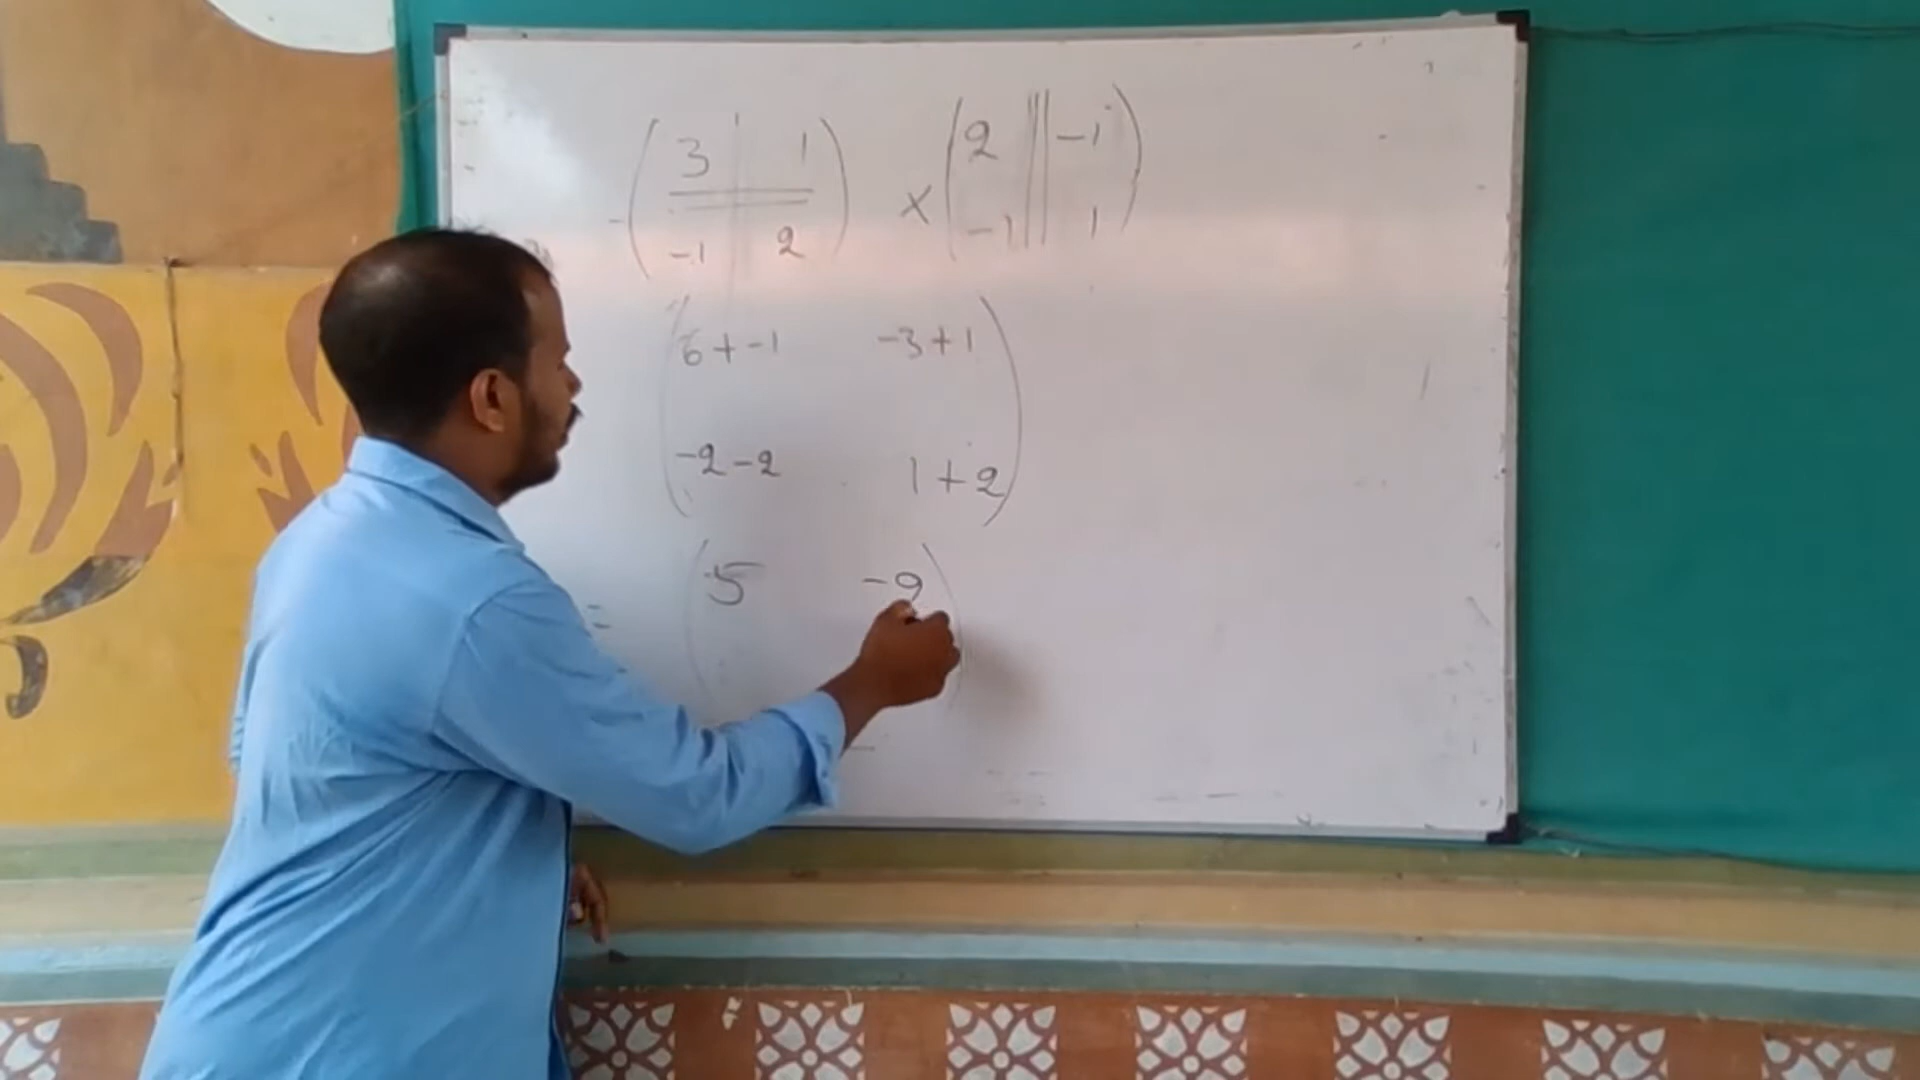 ( 3 1 ) × ( 2 -1 )
( -1 2 ) ( -1 1 )
( 6+-1 -3+1 )
( -2-2 1+2 )
= ( 5 -2 )